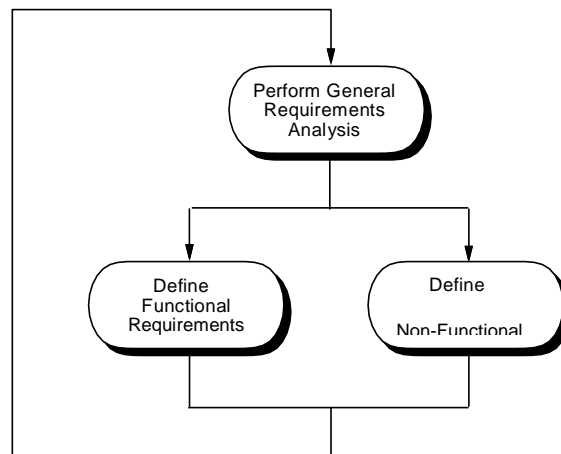 Perform General
Requirements
Analysis
Define
Functional
Requirements
Define
Non-Functional